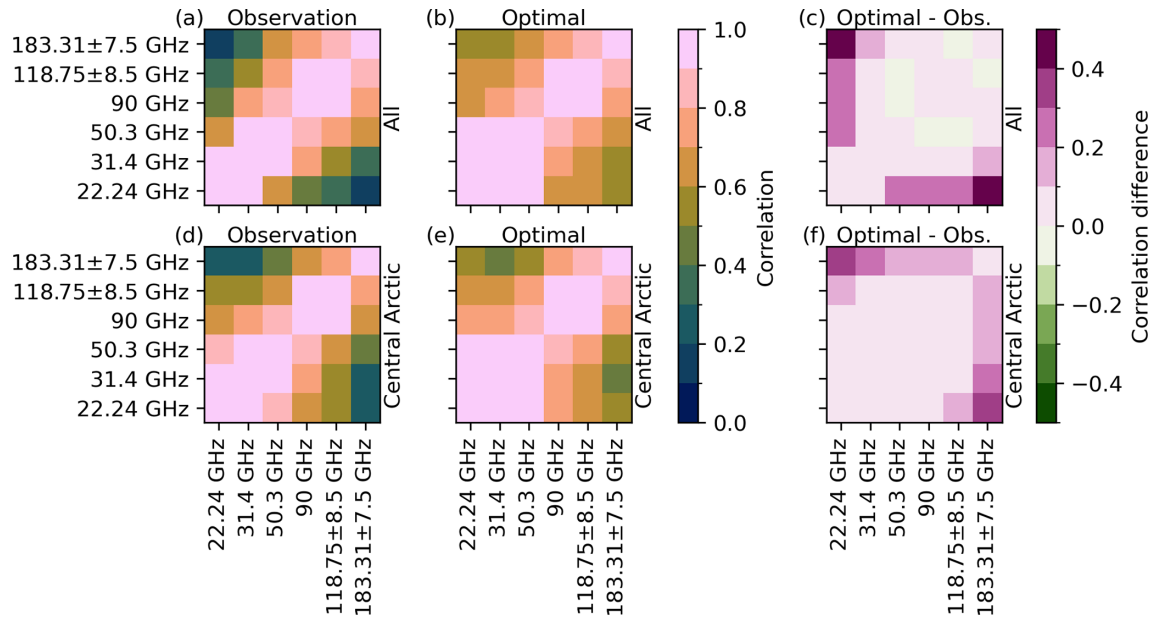 (a) Observation
(b) Optimal
(c) Optimal - Obs.
183.31±7.5 GHz
118.75±8.5 GHz
90 GHz
50.3 GHz
31.4 GHz
22.24 GHz
All
All
1.0
0.8
0.6
0.4
0.2
0.0
Correlation
All
0.4
0.2
0.0
−0.2
−0.4
Correlation difference
(d) Observation
(e) Optimal
(f) Optimal - Obs.
183.31±7.5 GHz
118.75±8.5 GHz
90 GHz
50.3 GHz
31.4 GHz
22.24 GHz
Central Arctic
Central Arctic
Central Arctic
22.24 GHz
31.4 GHz
50.3 GHz
90 GHz
118.75±8.5 GHz
183.31±7.5 GHz
22.24 GHz
31.4 GHz
50.3 GHz
90 GHz
118.75±8.5 GHz
183.31±7.5 GHz
22.24 GHz
31.4 GHz
50.3 GHz
90 GHz
118.75±8.5 GHz
183.31±7.5 GHz